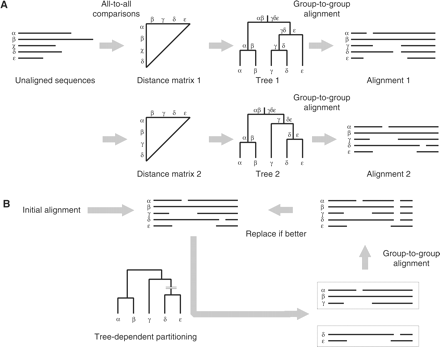 A
All-to-all
comparisons
Group-to-group
alignment
α
β
χ
δ
ε
Unaligned sequences
β γ δ ε
α
β
χ
δ
Distance matrix 1
αβ γδε
γδ ε
α β γ δ ε
Tree 1
α
β
γ
δ
ε
Alignment 1
Group-to-group
alignment
β γ δ ε
α
β
γ
δ
Distance matrix 2
αβ γδε
γ δε
δ ε
α β
Tree 2
α
β
γ
δ
ε
Alignment 2
B
Initial alignment
α
β
γ
δ
ε
Replace if better
α
β
γ
δ
ε
Group-to-group
alignment
α β γ δ ε
Tree-dependent partitioning
α
β
γ
δ
ε